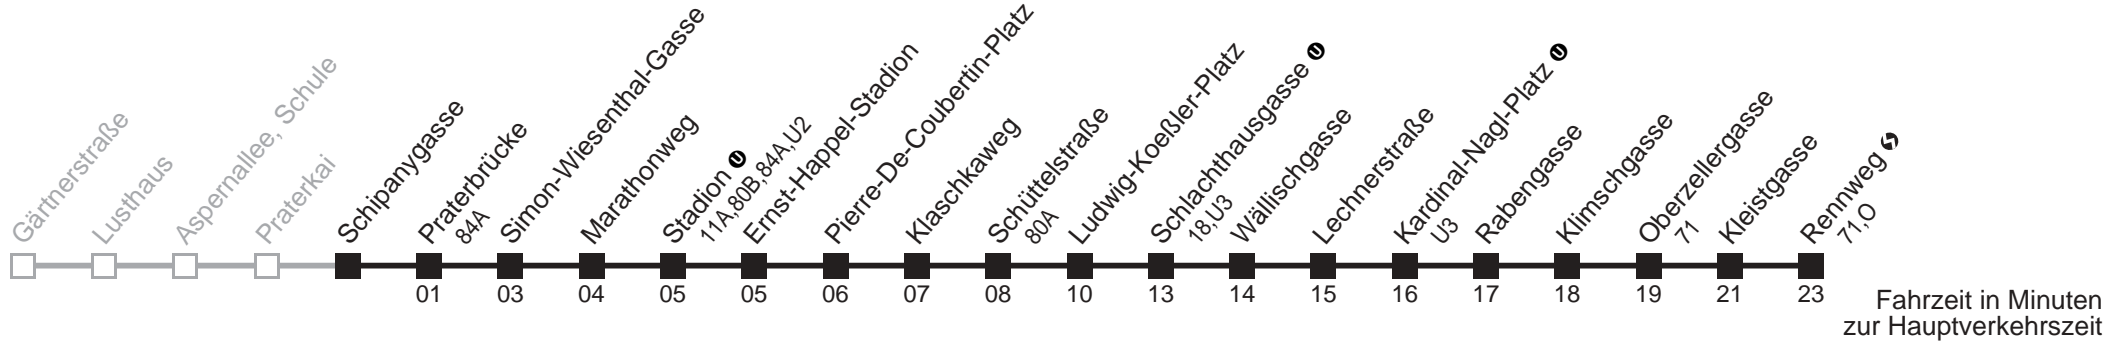 Gärtnerstraße
Lusthaus
Aspernallee, Schule
Praterkai
Schipanygasse
Praterbrücke
84A
Simon-Wiesenthal-Gasse
Marathonweg
Stadion U
11A,80B,84A,U2
Ernst-Happel-Stadion
Pierre-De-Coubertin-Platz
Klaschkaweg
Schüttelstraße
80A
Ludwig-Koeßler-Platz
Schlachthausgasse U
18,U3
Wällischgasse
Lechnerstraße
Kardinal-Nagl-Platz U
U3
Rabengasse
Klimschgasse
Oberzellergasse
71
Kleistgasse
Rennweg S
71,O
01 03 04 05 05 06 07 08 10 13 14 15 16 17 18 19 21 23
Fahrzeit in Minuten
zur Hauptverkehrszeit